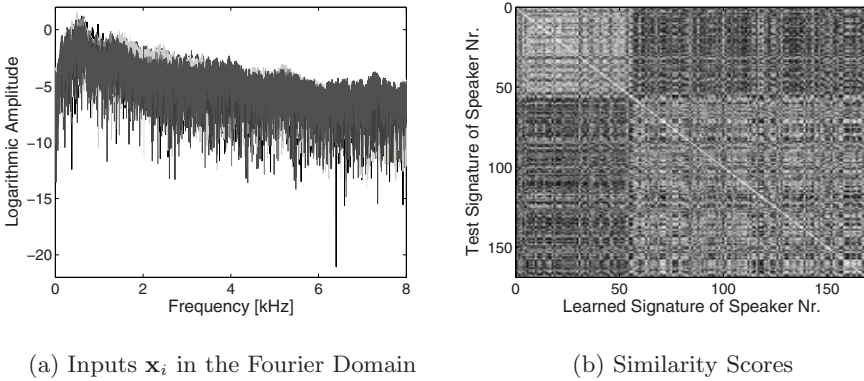 0
−5
−10
−15
−20
Logarithmic Amplitude
0 2 4 6 8
Frequency [kHz]
0
50
100
150
Test Signature of Speaker Nr.
0 50 100 150
Learned Signature of Speaker Nr.
(a) Inputs x_i in the Fourier Domain
(b) Similarity Scores